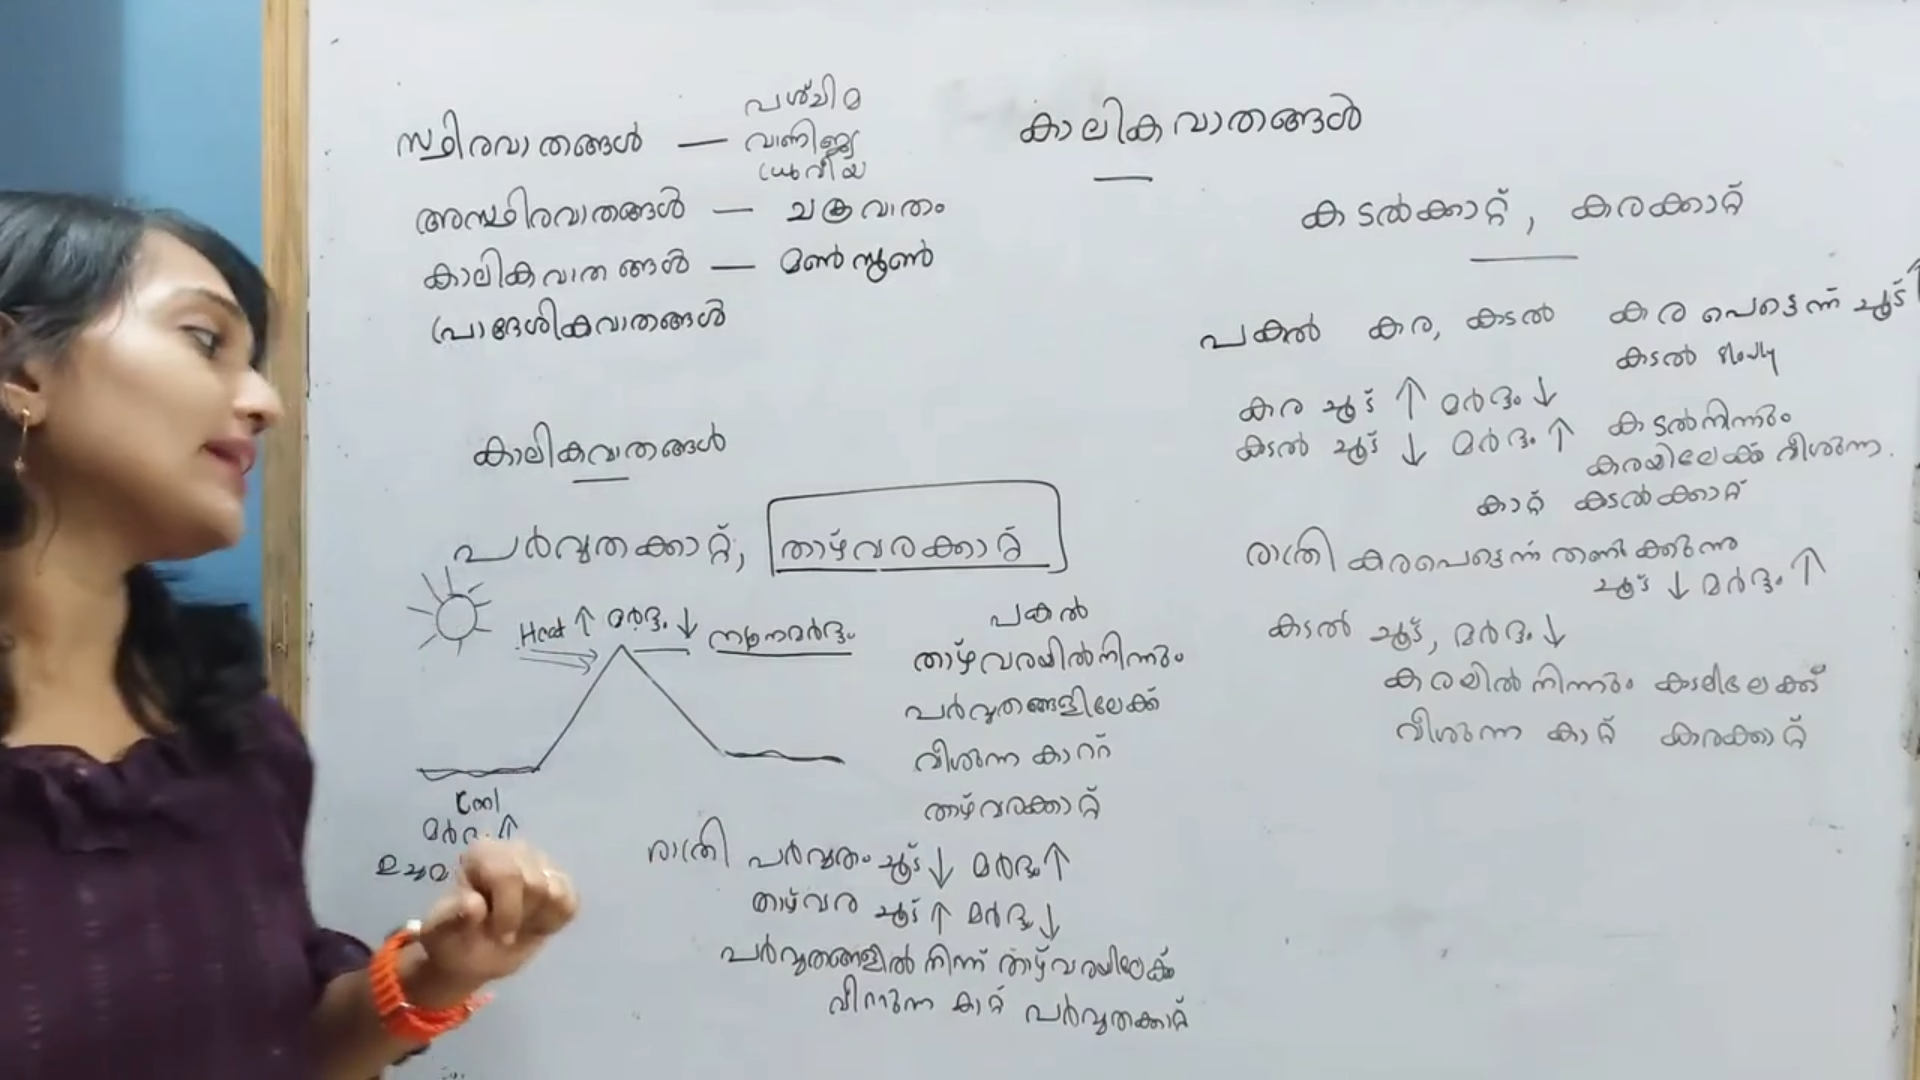 സ്ഥിരവാതങ്ങൾ — പശ്ചിമ
വാണിജ്യ
ധ്രുവീയ
അസ്ഥിരവാതങ്ങൾ — ചക്രവാതം
കാലികവാതങ്ങൾ — മൺസൂൺ
പ്രാദേശികവാതങ്ങൾ
കാലികവാതങ്ങൾ
പർവ്വതക്കാറ്റ്, താഴ്വരക്കാറ്റ്
Heat ↑ മർദ്ദം ↓ ന്യൂനമർദ്ദം
Cool
പകൽ
താഴ്വരയിൽനിന്നും
പർവ്വതങ്ങളിലേക്ക്
വീശുന്ന കാററ്
താഴ്വരക്കാറ്റ്
രാത്രി പർവ്വതം ചൂട് ↓ മർദ്ദം ↑
താഴ്വര ചൂട് ↑ മർദ്ദം ↓
പർവ്വതങ്ങളിൽ നിന്ന് താഴ്വരയിലേക്ക്
വീശുന്ന കാറ്റ് പർവ്വതക്കാറ്റ്
കാലികവാതങ്ങൾ
കടൽക്കാറ്റ്, കരക്കാറ്റ്
പകൽ കര, കടൽ കര പെട്ടെന്ന് ചൂട് ↑
കടൽ slowly
കര ചൂട് ↑ മർദ്ദം ↓
കടൽ ചൂട് ↓ മർദ്ദം ↑ കടൽനിന്നും
കരയിലേക്ക് വീശുന്ന.
കാറ്റ് കടൽക്കാറ്റ്
രാത്രി കരപെട്ടെന്ന് തണുക്കുന്നു
ചൂട് ↓ മർദ്ദം ↑
കടൽ ചൂട്, മർദ്ദം ↓
കരയിൽ നിന്നും കടലിലേക്ക്
വീശുന്ന കാറ്റ് കരക്കാറ്റ്